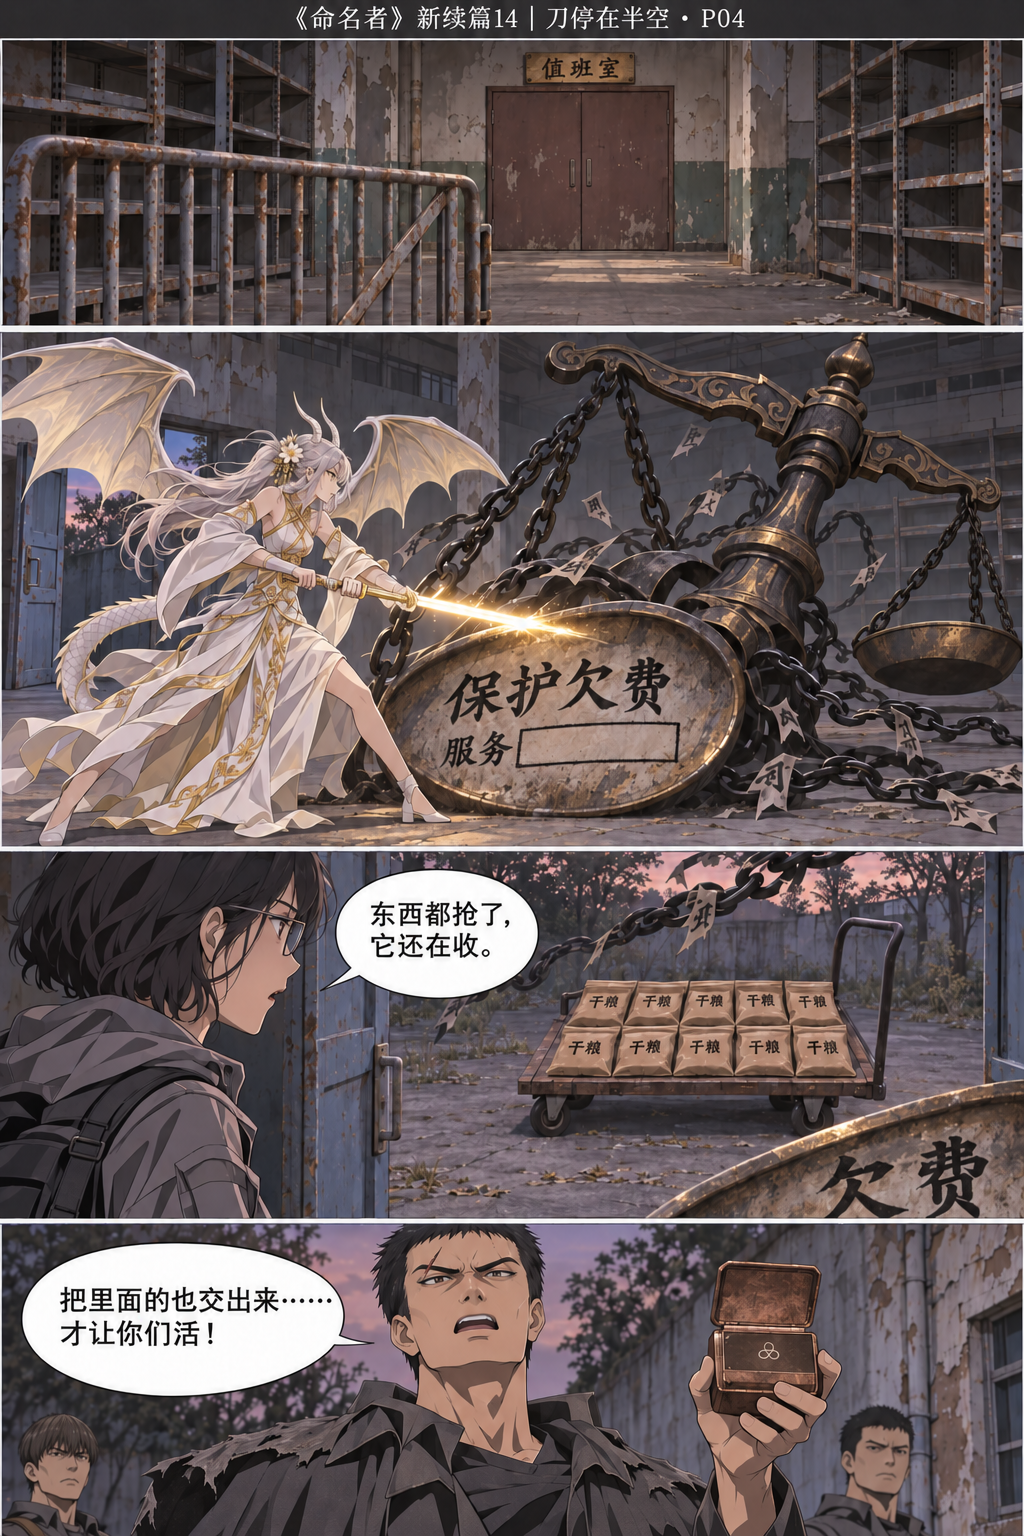 《命名者》新续篇14｜刀停在半空·P04
值班室
保护欠费
服务
东西都抢了，
它还在收。
干粮 干粮 干粮 干粮 干粮
干粮 干粮 干粮 干粮 干粮
欠费
把里面的也交出来……
才让你们活！